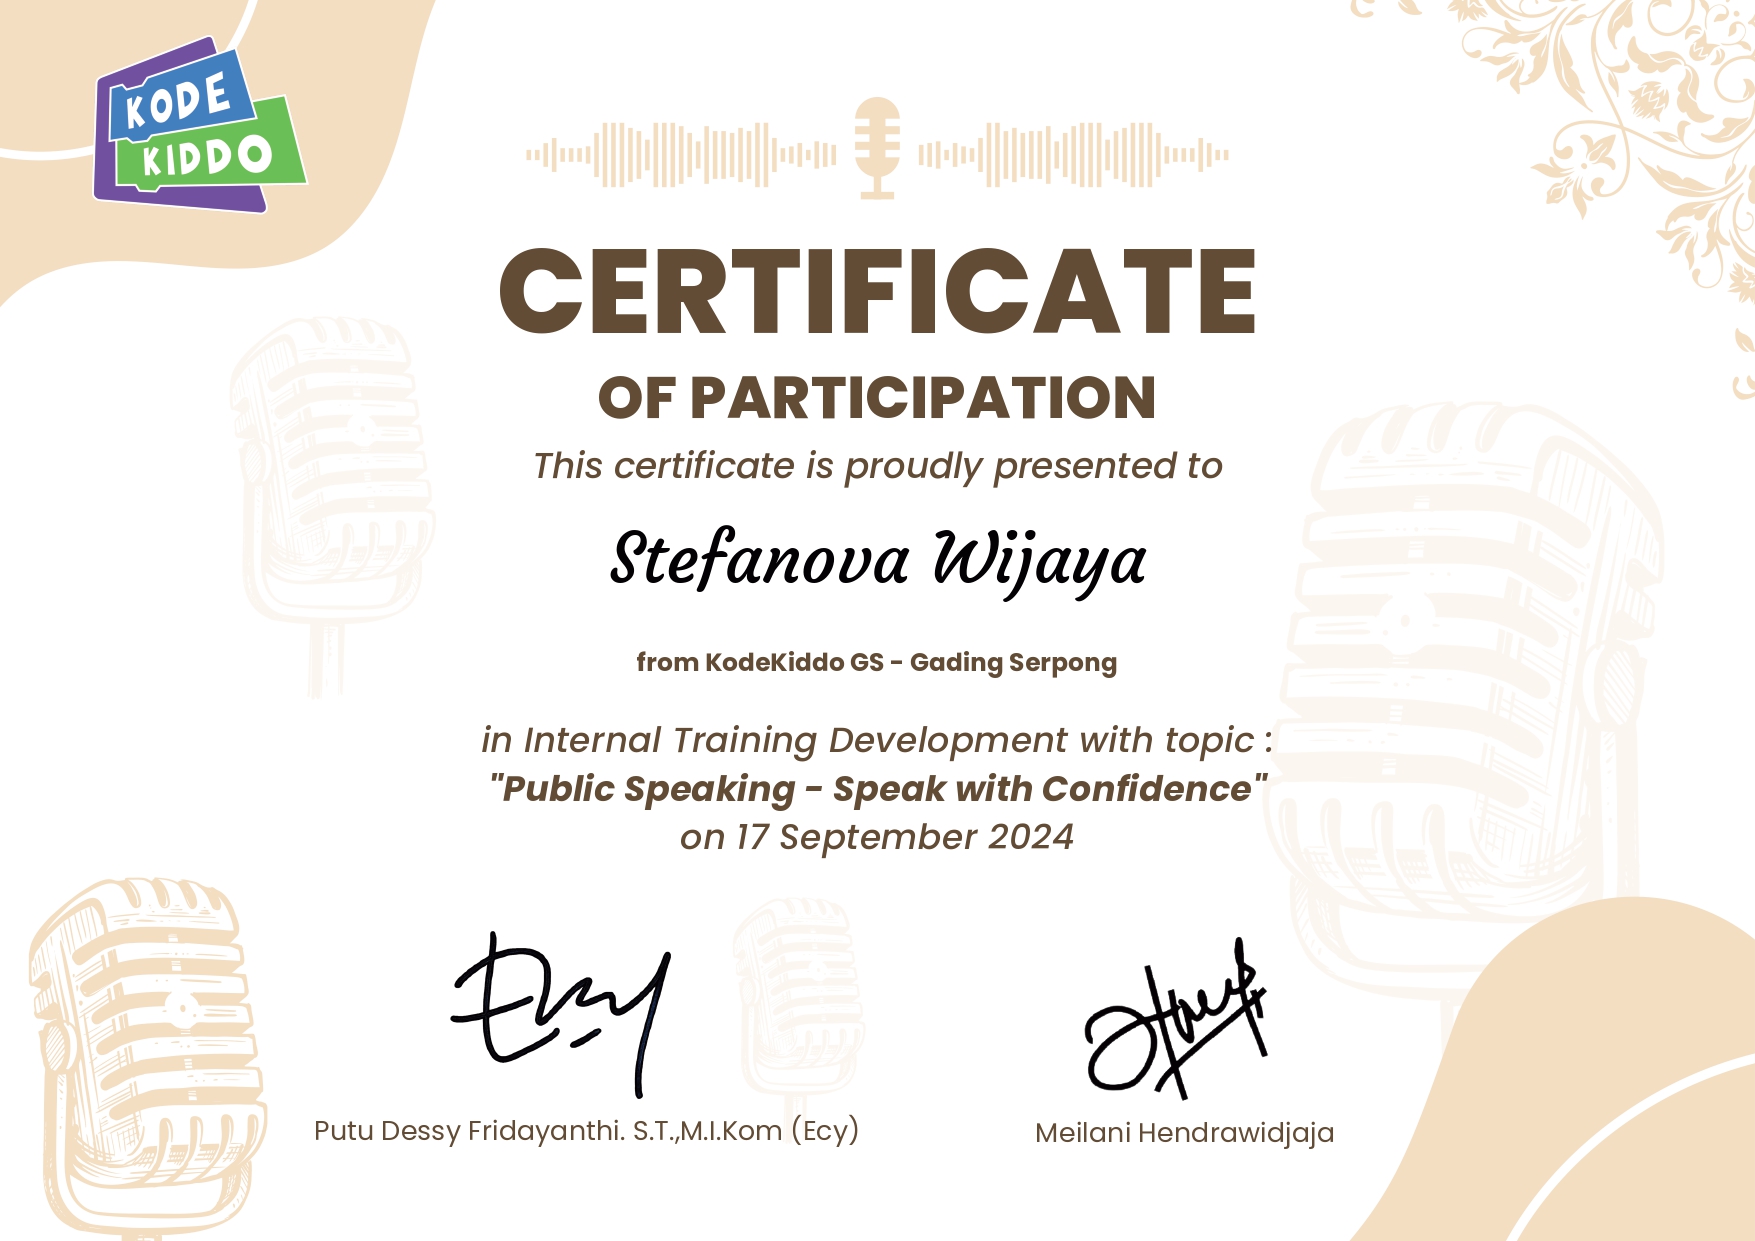 KODE
KIDDO
CERTIFICATE
OF PARTICIPATION
This certificate is proudly presented to
Stefanova Wijaya
from KodeKiddo GS - Gading Serpong
in Internal Training Development with topic :
"Public Speaking - Speak with Confidence"
on 17 September 2024
Putu Dessy Fridayanthi. S.T.,M.I.Kom (Ecy)
Meilani Hendrawidjaja